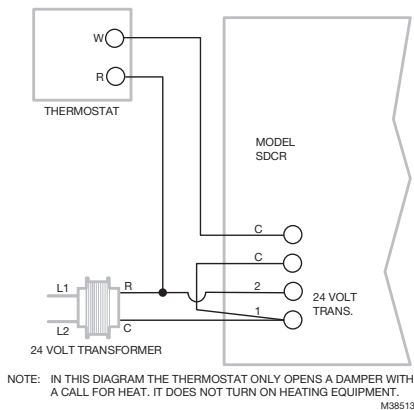 W
R
THERMOSTAT
MODEL
SDCR
C
C
2
1
24 VOLT
TRANS.
L1
R
L2
C
24 VOLT TRANSFORMER
NOTE: IN THIS DIAGRAM THE THERMOSTAT ONLY OPENS A DAMPER WITH
A CALL FOR HEAT. IT DOES NOT TURN ON HEATING EQUIPMENT.
M38513